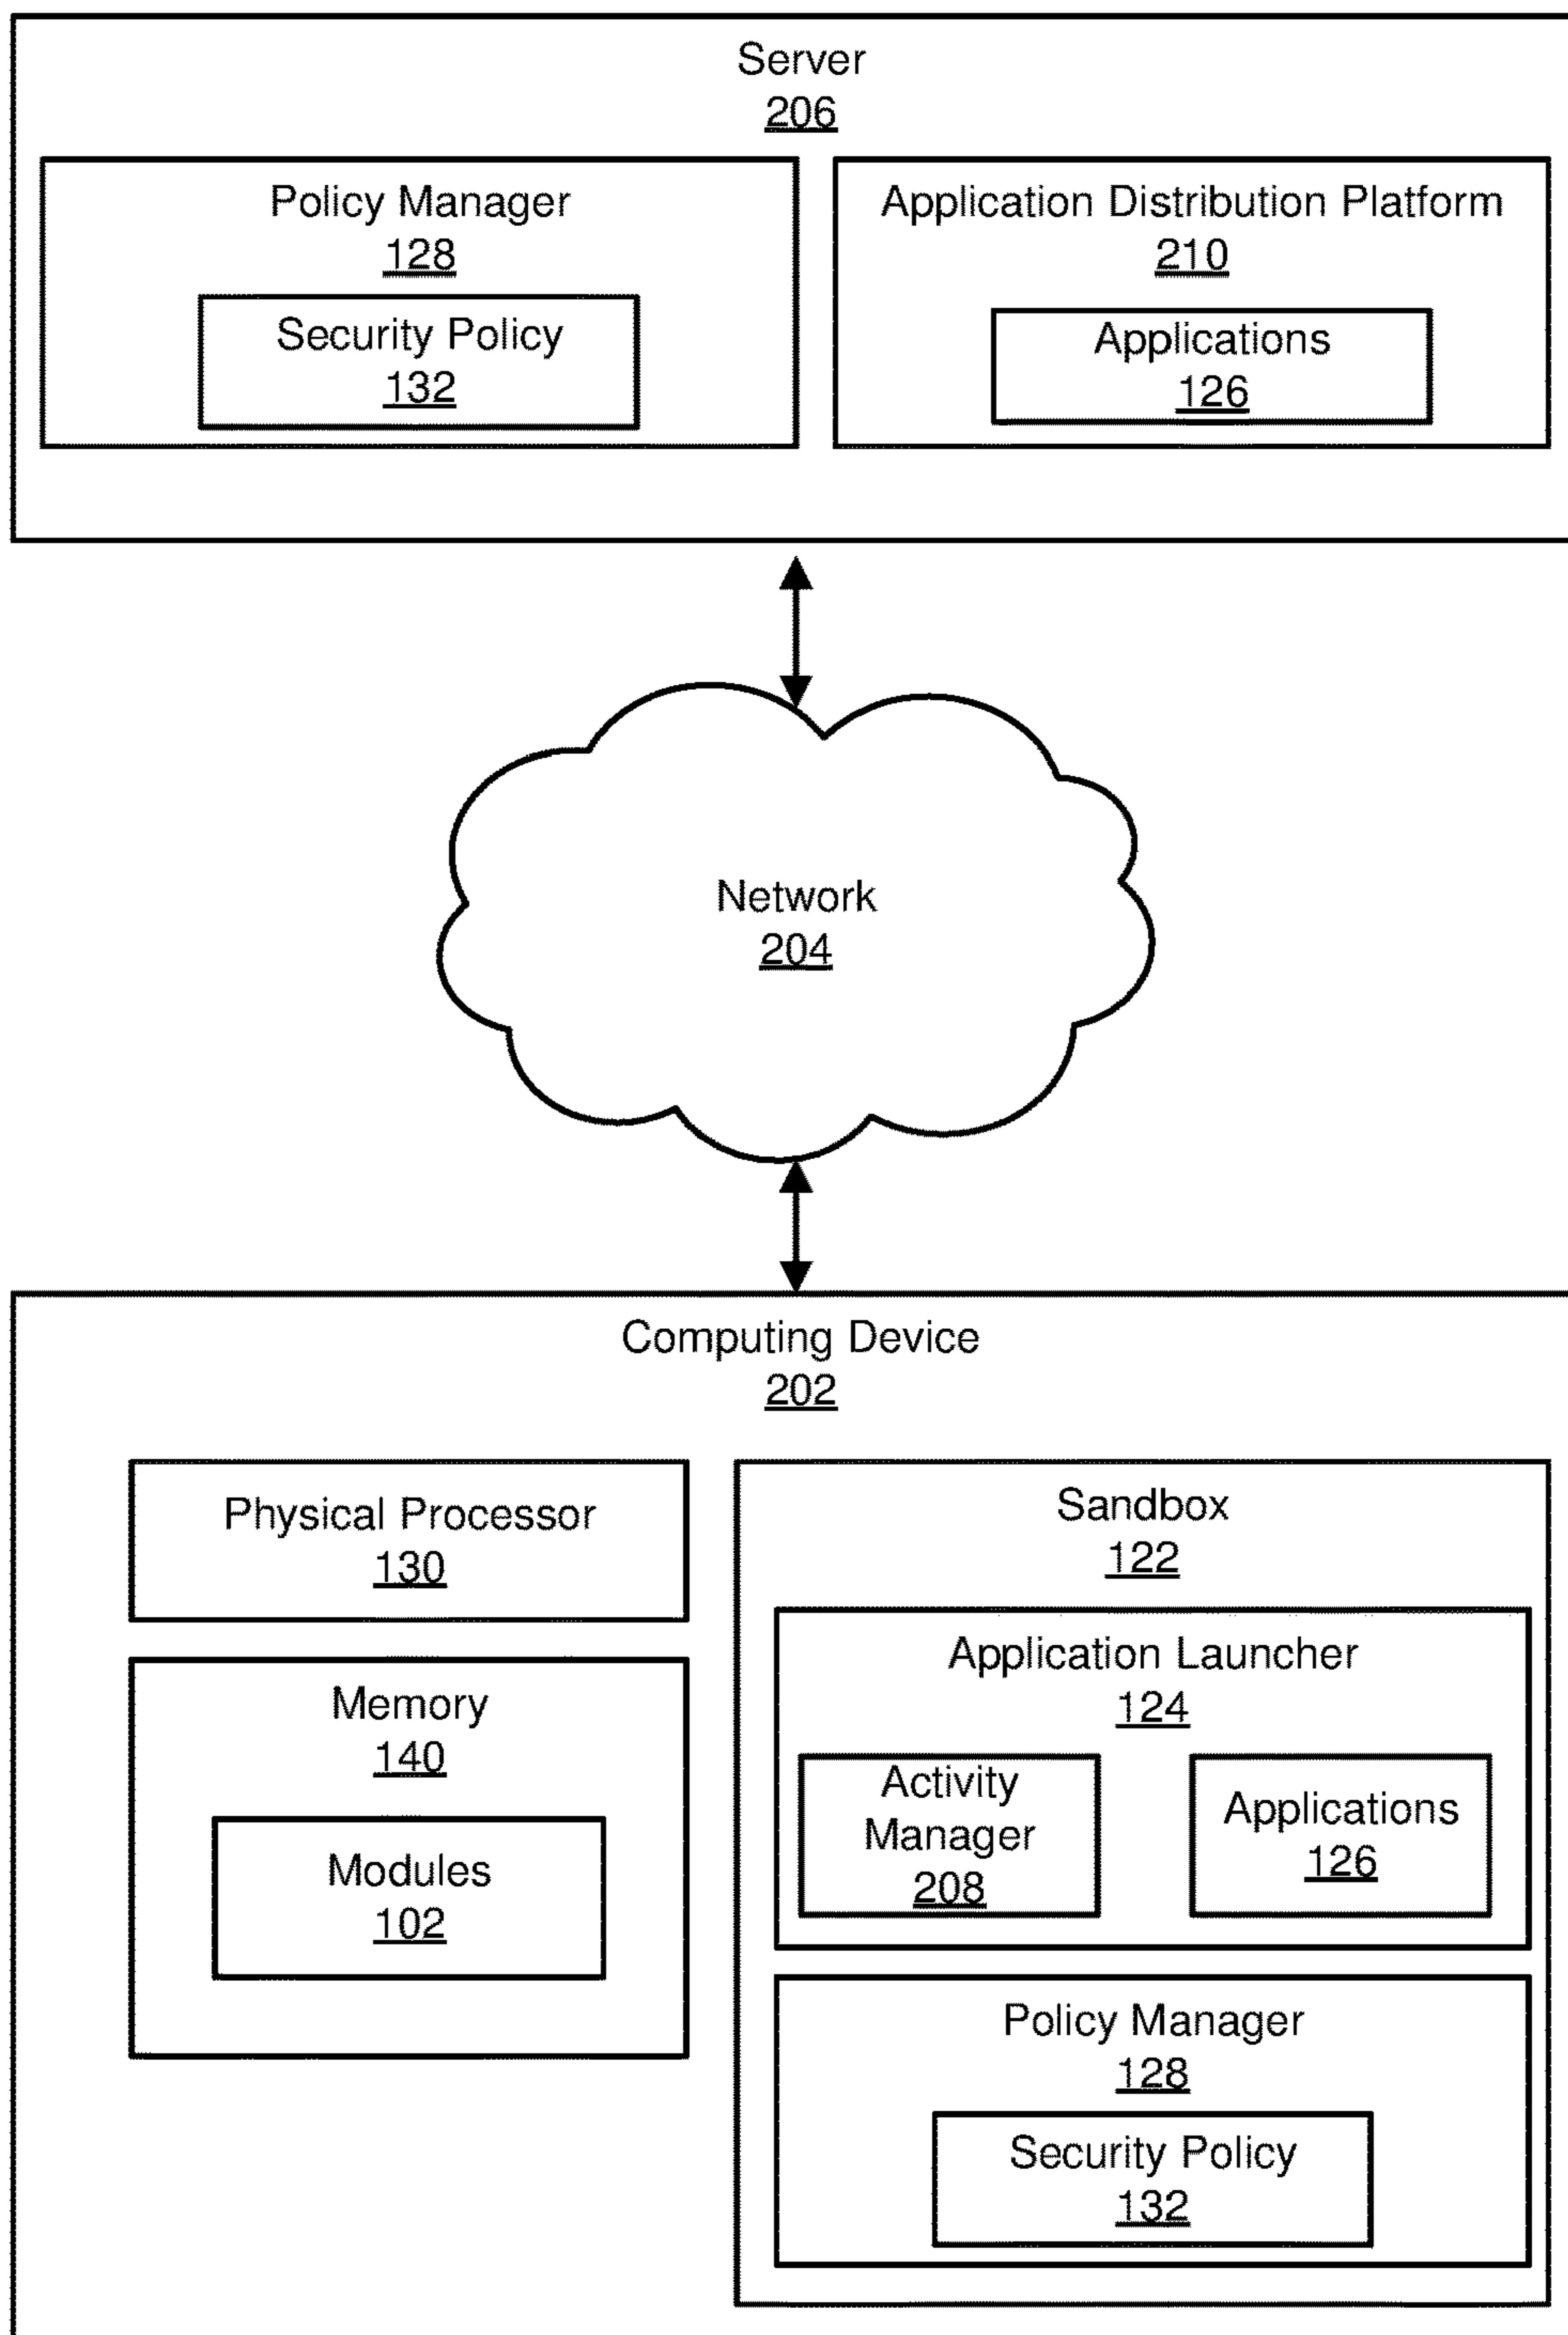 Server
206
Policy Manager
128
Security Policy
132
Application Distribution Platform
210
Applications
126
Network
204
Computing Device
202
Physical Processor
130
Memory
140
Modules
102
Sandbox
122
Application Launcher
124
Activity
Manager
208
Applications
126
Policy Manager
128
Security Policy
132